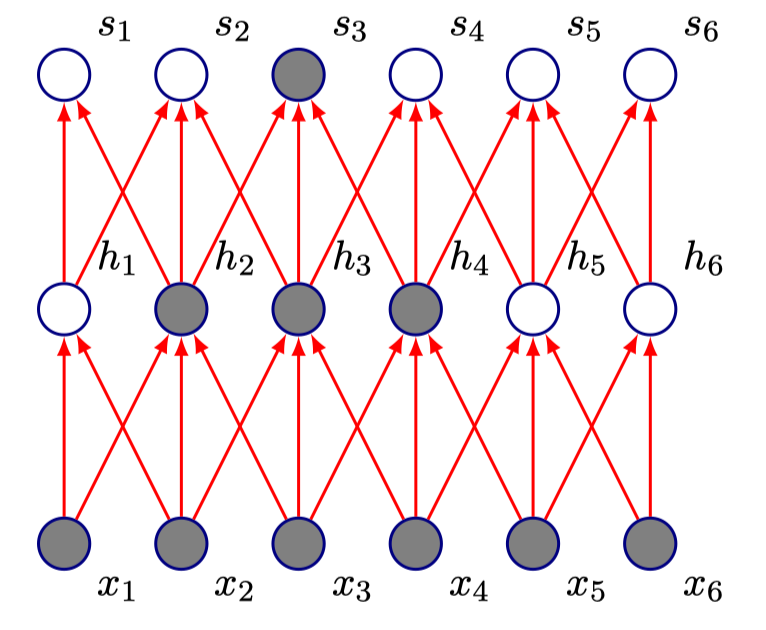 s₁ s₂ s₃ s₄ s₅ s₆
h₁ h₂ h₃ h₄ h₅ h₆
x₁ x₂ x₃ x₄ x₅ x₆